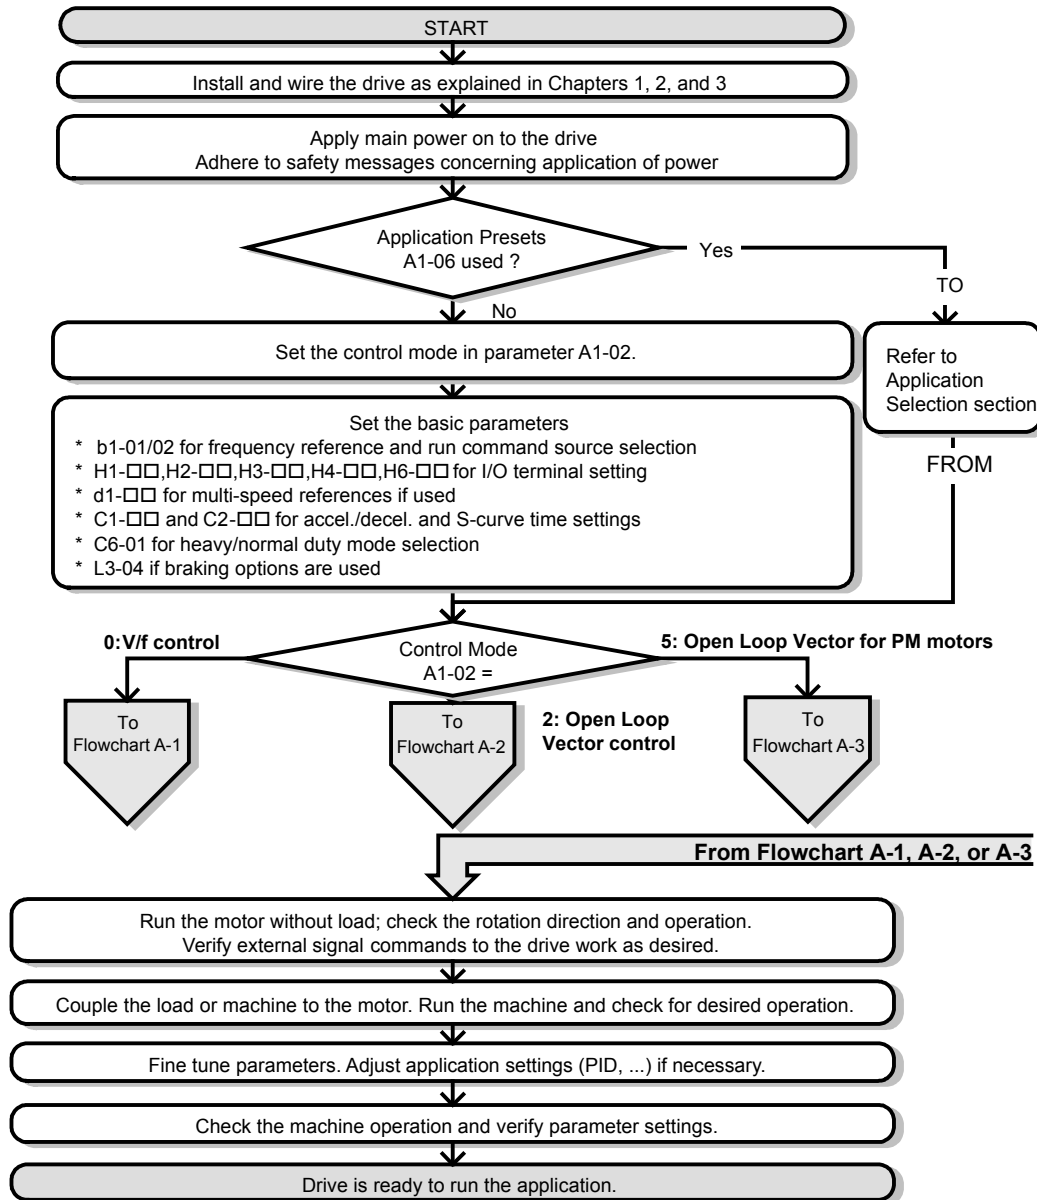 START
Install and wire the drive as explained in Chapters 1, 2, and 3
Apply main power on to the drive
Adhere to safety messages concerning application of power
Application Presets
A1-06 used ?
Yes
No
TO
Set the control mode in parameter A1-02.
Refer to
Application
Selection section
FROM
Set the basic parameters
* b1-01/02 for frequency reference and run command source selection
* H1-□□,H2-□□,H3-□□,H4-□□,H6-□□ for I/O terminal setting
* d1-□□ for multi-speed references if used
* C1-□□ and C2-□□ for accel./decel. and S-curve time settings
* C6-01 for heavy/normal duty mode selection
* L3-04 if braking options are used
0:V/f control
Control Mode
A1-02 =
5: Open Loop Vector for PM motors
To
Flowchart A-1
To
Flowchart A-2
2: Open Loop
Vector control
To
Flowchart A-3
From Flowchart A-1, A-2, or A-3
Run the motor without load; check the rotation direction and operation.
Verify external signal commands to the drive work as desired.
Couple the load or machine to the motor. Run the machine and check for desired operation.
Fine tune parameters. Adjust application settings (PID, ...) if necessary.
Check the machine operation and verify parameter settings.
Drive is ready to run the application.